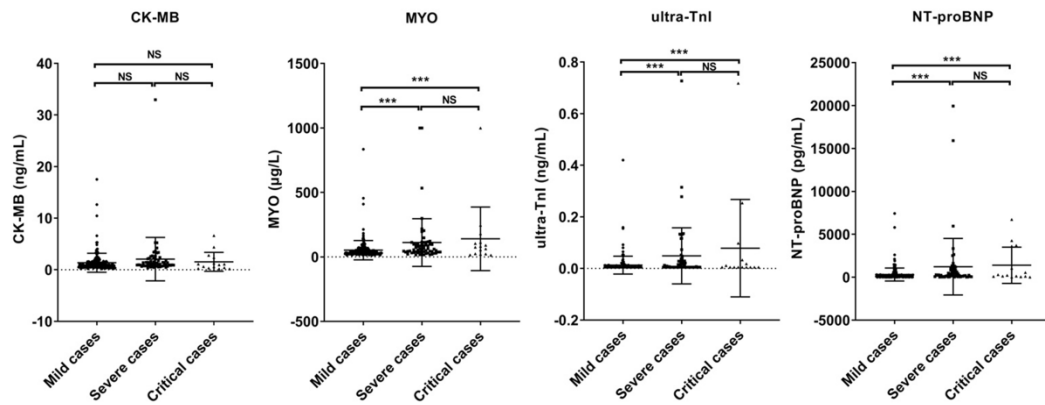 CK-MB
NS
NS NS
CK-MB (ng/mL)
40
30
20
10
0
-10
Mild cases
Severe cases
Critical cases
MYO
***
*** NS
MYO (μg/L)
1500
1000
500
0
-500
Mild cases
Severe cases
Critical cases
ultra-TnI
***
*** NS
ultra-TnI (ng/mL)
0.8
0.6
0.4
0.2
0.0
-0.2
Mild cases
Severe cases
Critical cases
NT-proBNP
***
*** NS
NT-proBNP (pg/mL)
25000
20000
15000
10000
5000
0
-5000
Mild cases
Severe cases
Critical cases